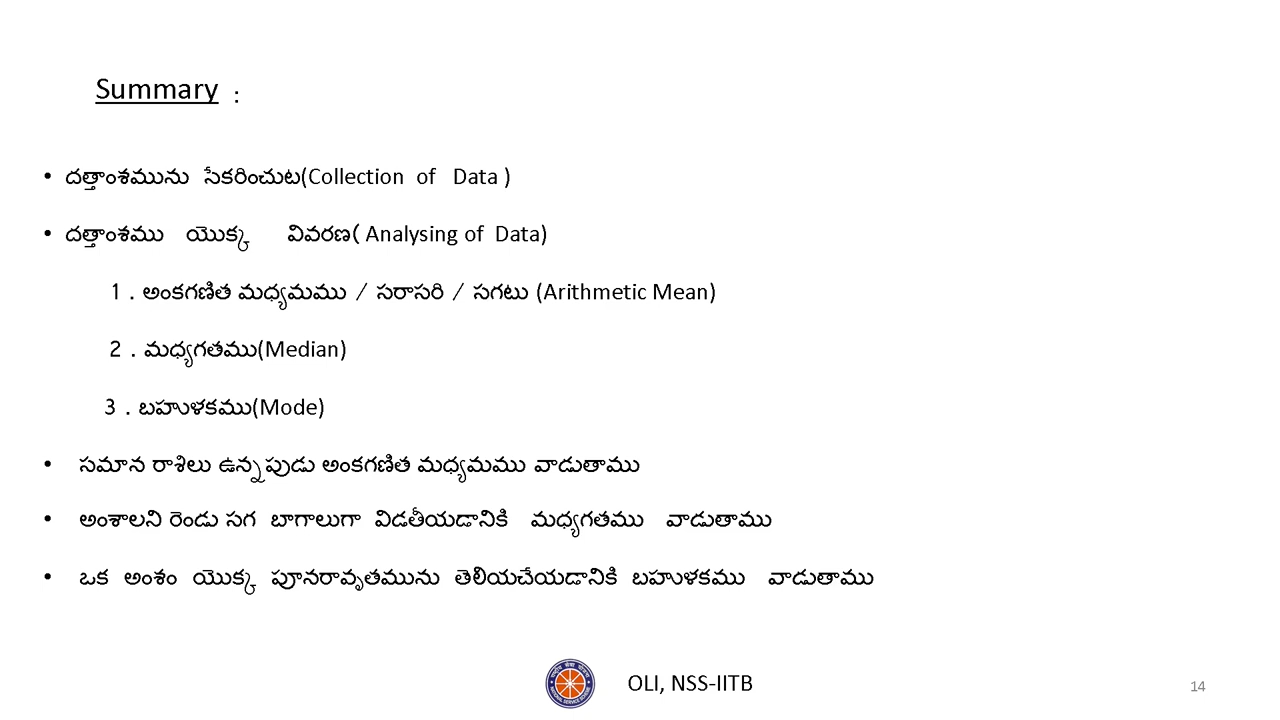 Summary :
• దత్తాంశమును సేకరించుట(Collection of Data )
• దత్తాంశము యొక్క వివరణ( Analysing of Data)
1 . అంకగణిత మధ్యమము / సరాసరి / సగటు (Arithmetic Mean)
2 . మధ్యగతము(Median)
3 . బహుళకము(Mode)
• సమాన రాశిలు ఉన్నపుడు అంకగణిత మధ్యమము వాడుతాము
• అంశాలని రెండు సగ బాగాలుగా విడతీయడానికి మధ్యగతము వాడుతాము
• ఒక అంశం యొక్క పూనరావృతమును తెలియచేయడానికి బహుళకము వాడుతాము
OLI, NSS-IITB
14